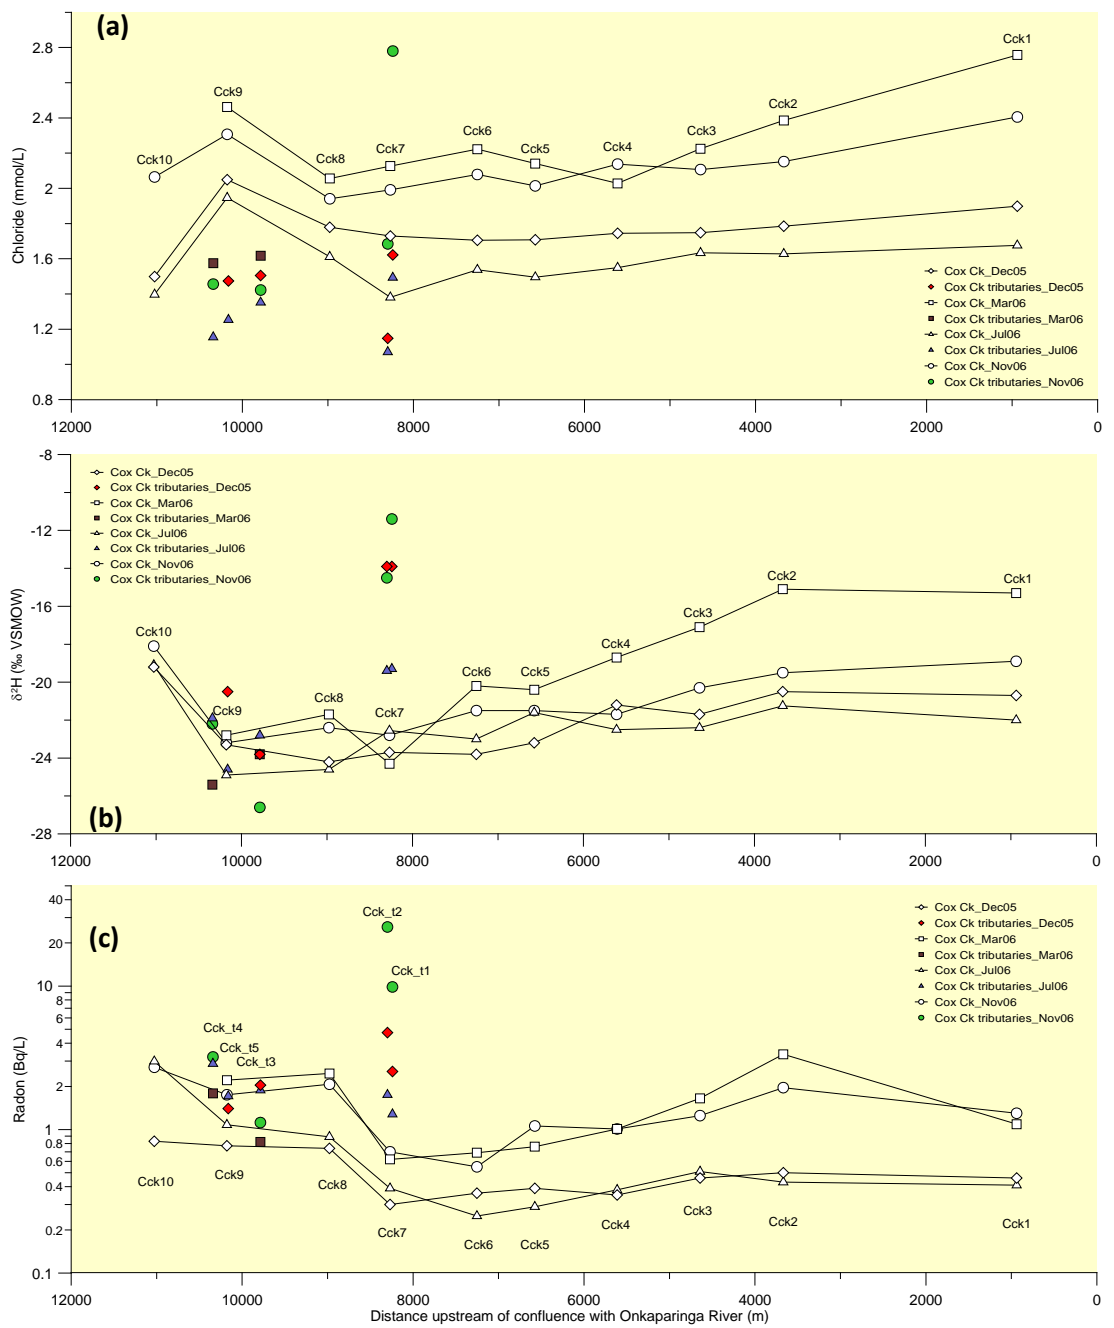 (a)
Chloride (mmol/L)
2.8
2.4
2
1.6
1.2
0.8
Cck10
Cck9
Cck8
Cck7
Cck6
Cck5
Cck4
Cck3
Cck2
Cck1
Cox Ck_Dec05
Cox Ck tributaries_Dec05
Cox Ck_Mar06
Cox Ck tributaries_Mar06
Cox Ck_Jul06
Cox Ck tributaries_Jul06
Cox Ck_Nov06
Cox Ck tributaries_Nov06
12000 10000 8000 6000 4000 2000 0
(b)
δ²H (‰ VSMOW)
-8
-12
-16
-20
-24
-28
Cox Ck_Dec05
Cox Ck tributaries_Dec05
Cox Ck_Mar06
Cox Ck tributaries_Mar06
Cox Ck_Jul06
Cox Ck tributaries_Jul06
Cox Ck_Nov06
Cox Ck tributaries_Nov06
Cck10
Cck9
Cck8
Cck7
Cck6
Cck5
Cck4
Cck3
Cck2
Cck1
12000 10000 8000 6000 4000 2000 0
(c)
Radon (Bq/L)
40
20
10
8
6
4
2
1
0.8
0.6
0.4
0.2
0.1
Cck_t2
Cck_t1
Cck_t4
Cck_t5
Cck_t3
Cox Ck_Dec05
Cox Ck tributaries_Dec05
Cox Ck_Mar06
Cox Ck tributaries_Mar06
Cox Ck_Jul06
Cox Ck tributaries_Jul06
Cox Ck_Nov06
Cox Ck tributaries_Nov06
Cck10
Cck9
Cck8
Cck7
Cck6
Cck5
Cck4
Cck3
Cck2
Cck1
12000 10000 8000 6000 4000 2000 0
Distance upstream of confluence with Onkaparinga River (m)